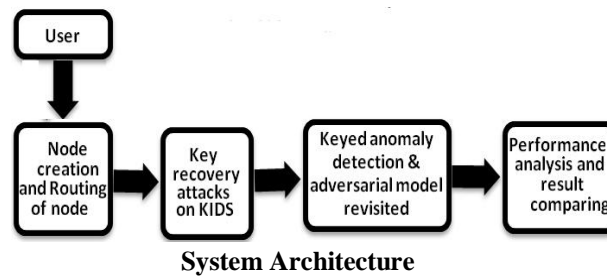 User
Node
creation
and Routing
of node
Key
recovery
attacks
on KIDS
Keyed anomaly
detection &
adversarial model
revisited
Performance
analysis and
result
comparing
System Architecture